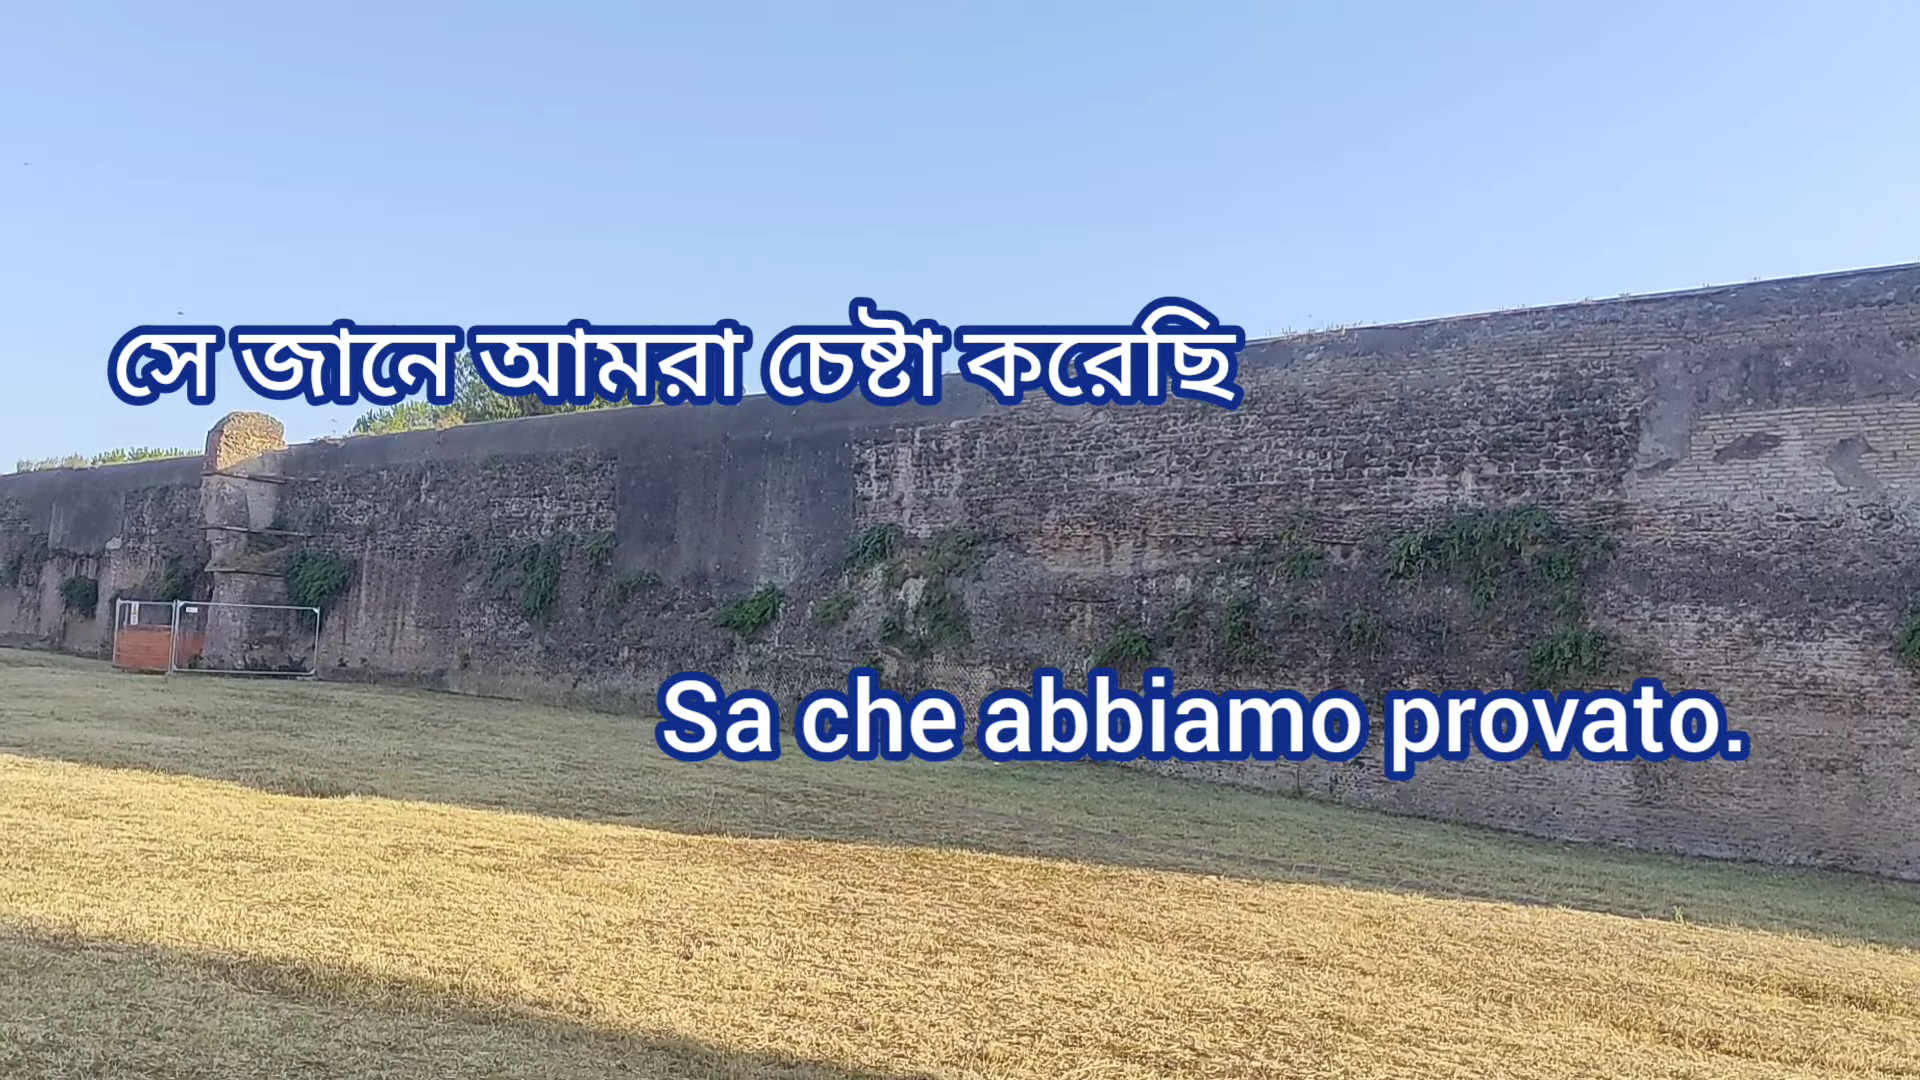 সে জানে আমরা চেষ্টা করেছি
Sa che abbiamo provato.